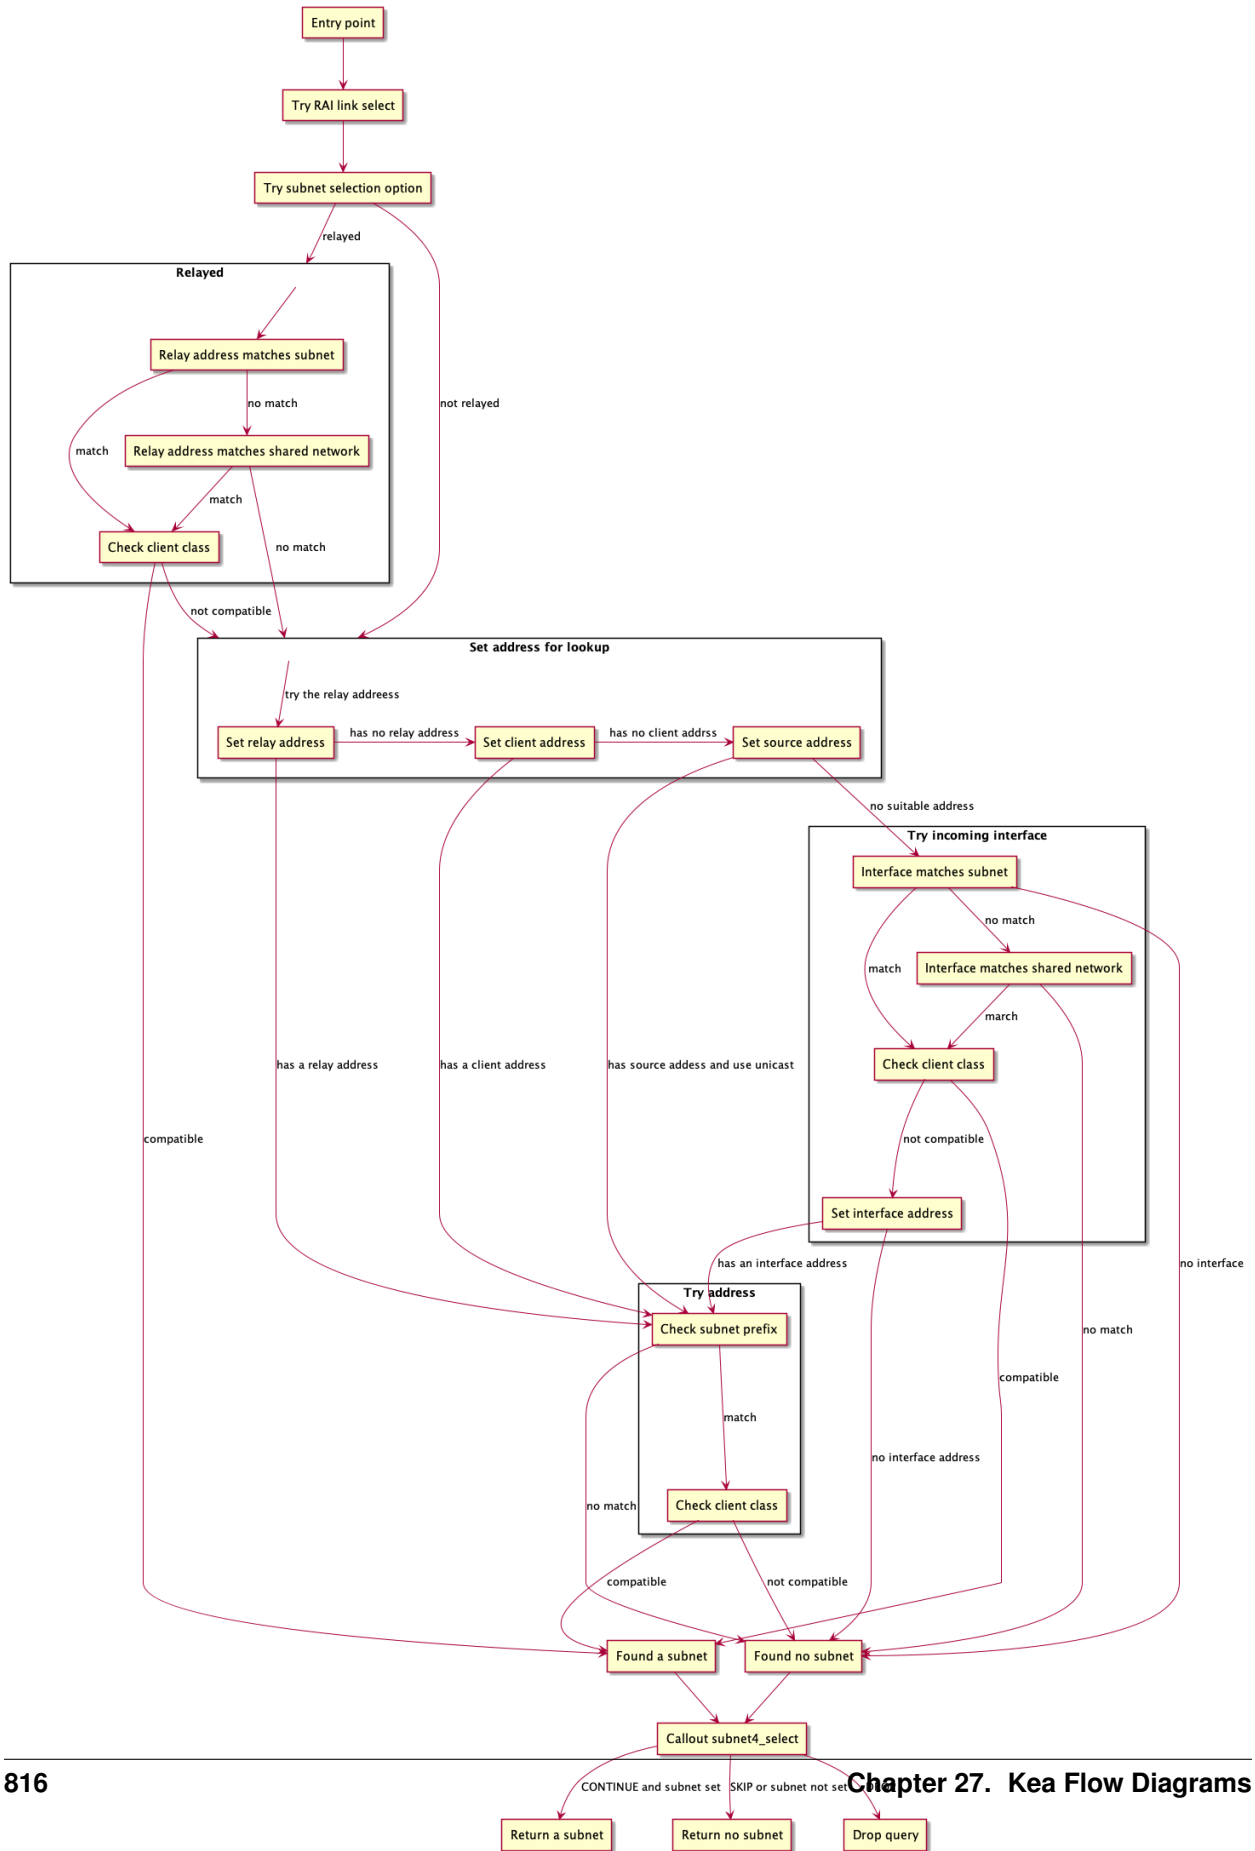 Entry point
Try RAI link select
Try subnet selection option
relayed
Relayed
Relay address matches subnet
no match
not relayed
match
Relay address matches shared network
match
Check client class
no match
not compatible
Set address for lookup
try the relay addreess
Set relay address
has no relay address
Set client address
has no client addrss
Set source address
no suitable address
Try incoming interface
Interface matches subnet
no match
match
Interface matches shared network
march
Check client class
has a relay address
has a client address
has source addess and use unicast
compatible
not compatible
Set interface address
has an interface address
no interface
Try address
Check subnet prefix
no match
compatible
match
no interface address
Check client class
no match
compatible
not compatible
Found a subnet
Found no subnet
Callout subnet4_select
816
Chapter 27. Kea Flow Diagrams
CONTINUE and subnet set
SKIP or subnet not set
Return a subnet
Return no subnet
Drop query